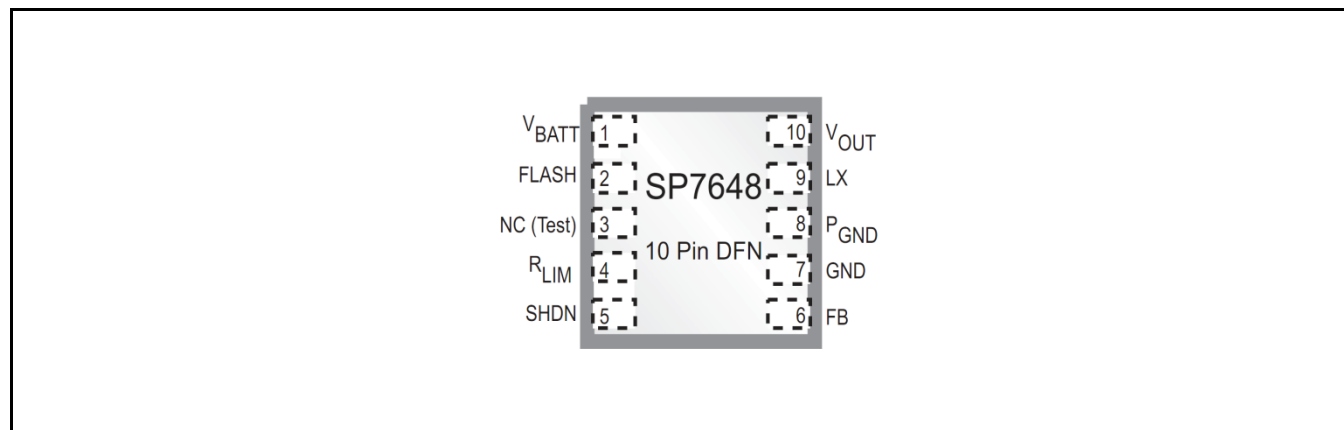 VBATT 1
FLASH 2
NC (Test) 3
RLIM 4
SHDN 5
SP7648
10 Pin DFN
10 VOUT
9 LX
8 PGND
7 GND
6 FB